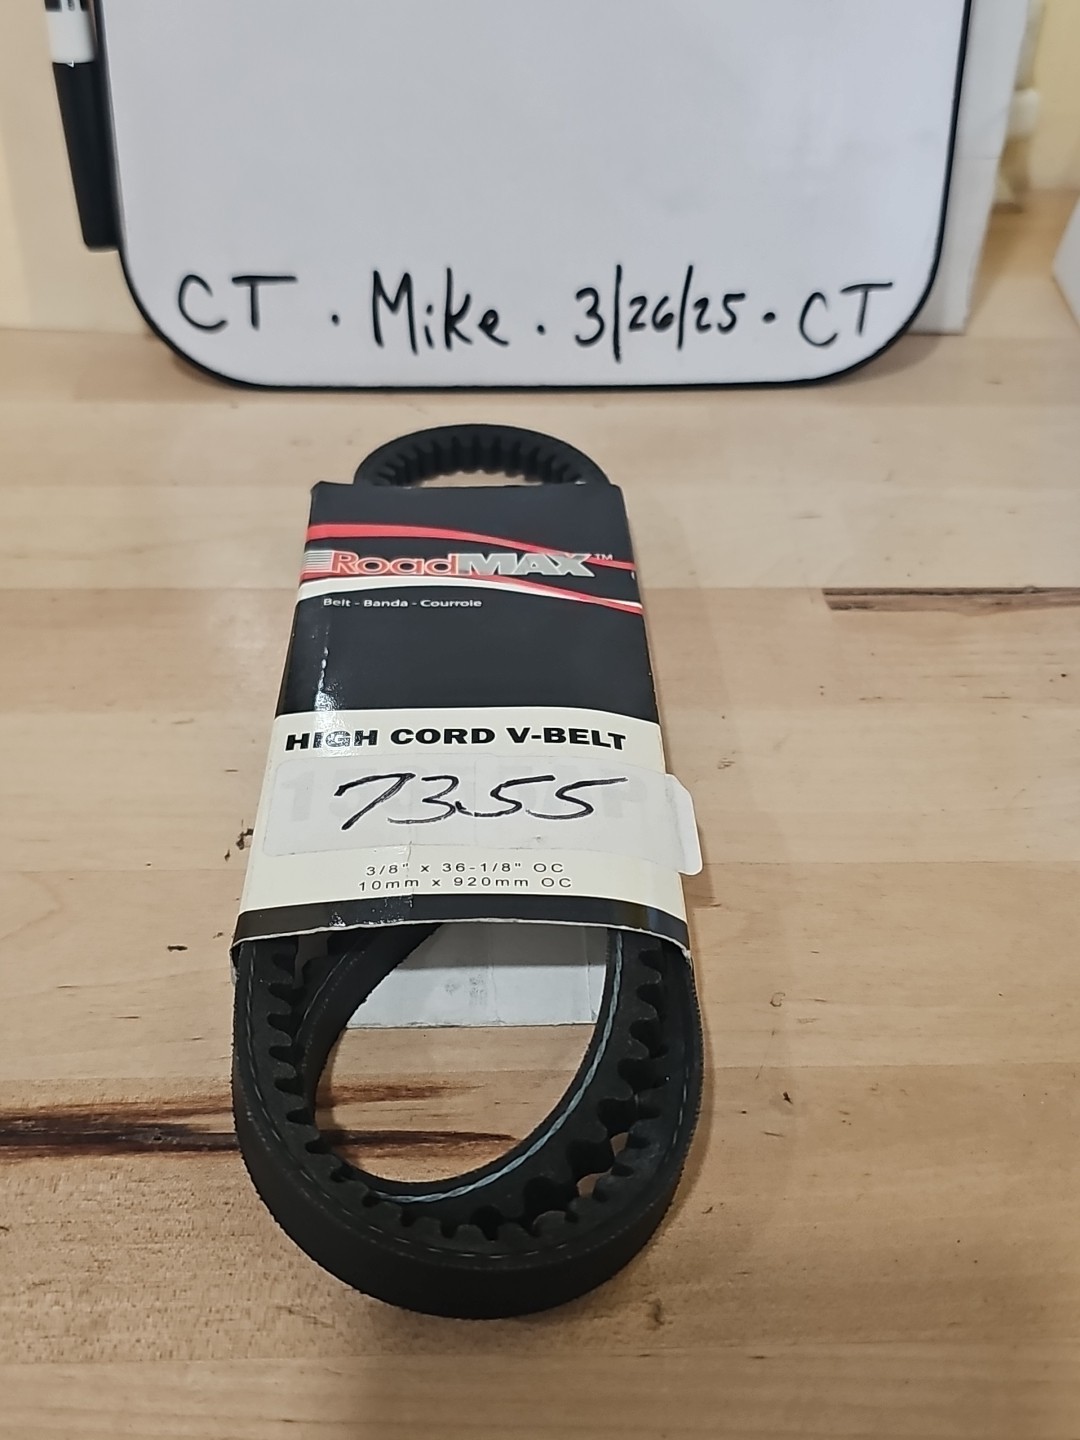 CT . Mike . 3/26/25 . CT
RoadMAX™
Belt - Banda - Courroie
HIGH CORD V-BELT
7355
3/8" x 36-1/8" OC
10mm x 920mm OC